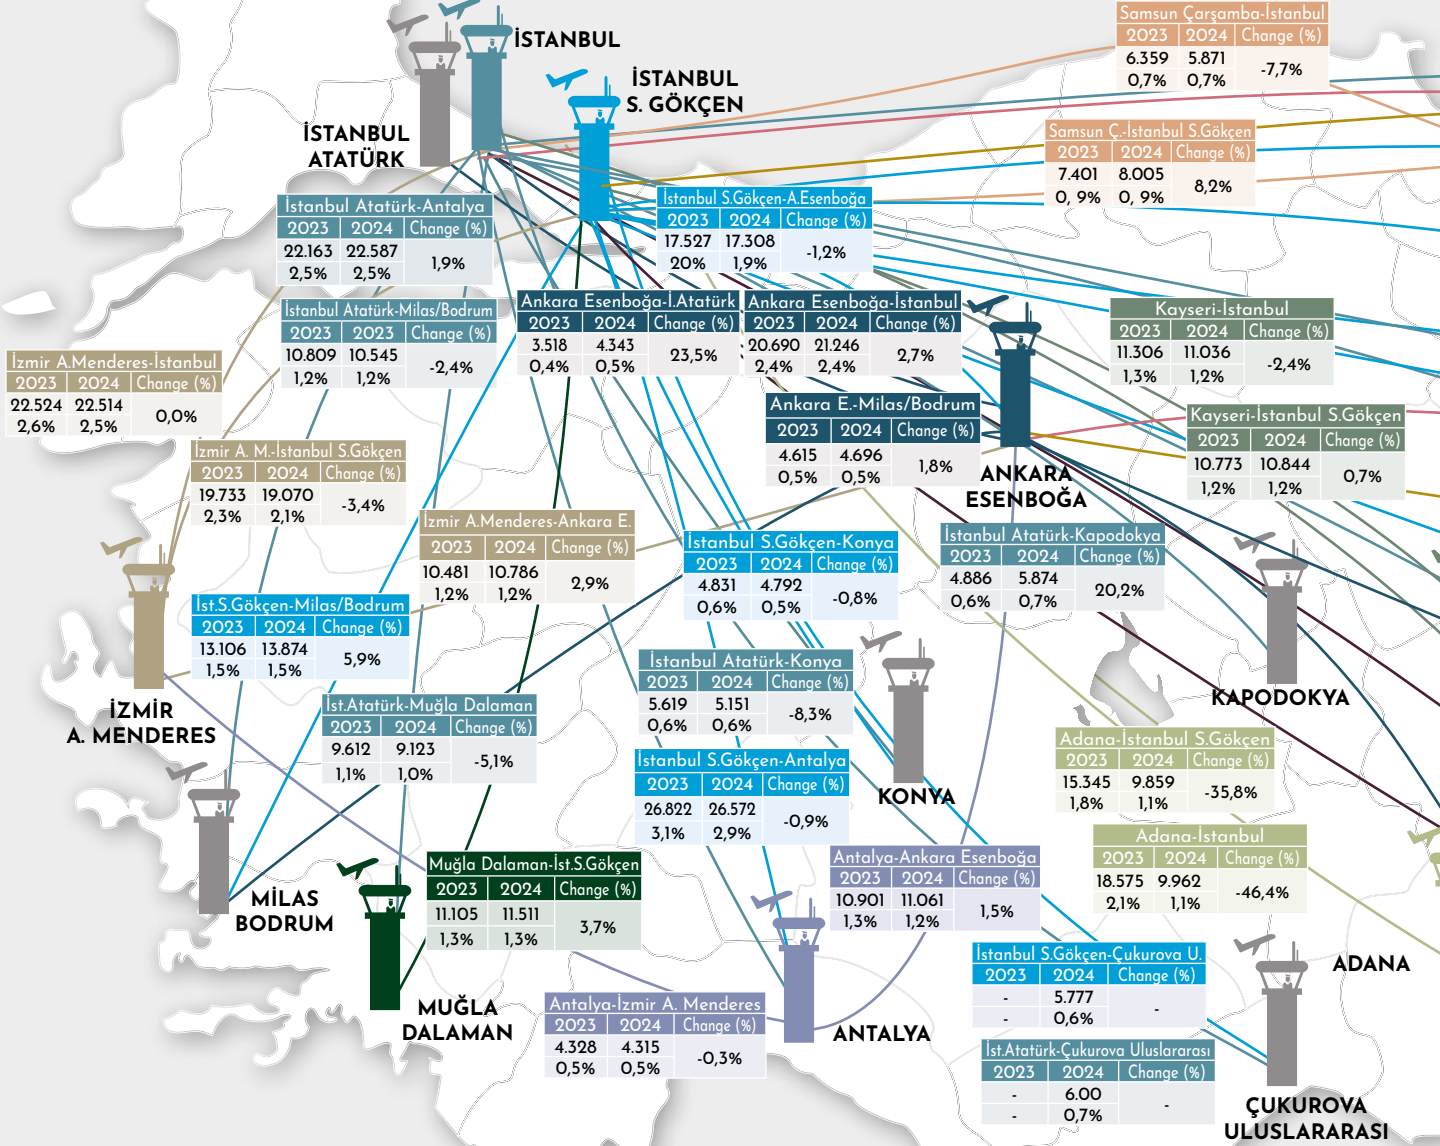 Samsun Çarşamba-İstanbul
2023 2024 Change (%)
6.359 5.871 -7,7%
0,7% 0,7%
İSTANBUL
İSTANBUL
S. GÖKÇEN
İSTANBUL
ATATÜRK
Samsun Ç.-İstanbul S.Gökçen
2023 2024 Change (%)
7.401 8.005 8,2%
0, 9% 0, 9%
İstanbul Atatürk-Antalya
2023 2024 Change (%)
22.163 22.587 1,9%
2,5% 2,5%
İstanbul S.Gökçen-A.Esenboğa
2023 2024 Change (%)
17.527 17.308 -1,2%
20% 1,9%
İstanbul Atatürk-Milas/Bodrum
2023 2023 Change (%)
10.809 10.545 -2,4%
1,2% 1,2%
Ankara Esenboğa-İ.Atatürk
2023 2024 Change (%)
3.518 4.343 23,5%
0,4% 0,5%
Ankara Esenboğa-İstanbul
2023 2024 Change (%)
20.690 21.246 2,7%
2,4% 2,4%
Kayseri-İstanbul
2023 2024 Change (%)
11.306 11.036 -2,4%
1,3% 1,2%
İzmir A.Menderes-İstanbul
2023 2024 Change (%)
22.524 22.514 0,0%
2,6% 2,5%
Ankara E.-Milas/Bodrum
2023 2024 Change (%)
4.615 4.696 1,8%
0,5% 0,5%
ANKARA
ESENBOĞA
Kayseri-İstanbul S.Gökçen
2023 2024 Change (%)
10.773 10.844 0,7%
1,2% 1,2%
İzmir A. M.-İstanbul S.Gökçen
2023 2024 Change (%)
19.733 19.070 -3,4%
2,3% 2,1%
İzmir A.Menderes-Ankara E.
2023 2024 Change (%)
10.481 10.786 2,9%
1,2% 1,2%
İstanbul S.Gökçen-Konya
2023 2024 Change (%)
4.831 4.792 -0,8%
0,6% 0,5%
İstanbul Atatürk-Kapodokya
2023 2024 Change (%)
4.886 5.874 20,2%
0,6% 0,7%
İst.S.Gökçen-Milas/Bodrum
2023 2024 Change (%)
13.106 13.874 5,9%
1,5% 1,5%
İstanbul Atatürk-Konya
2023 2024 Change (%)
5.619 5.151 -8,3%
0,6% 0,6%
KAPODOKYA
İZMİR
A. MENDERES
İst.Atatürk-Muğla Dalaman
2023 2024 Change (%)
9.612 9.123 -5,1%
1,1% 1,0%
Adana-İstanbul S.Gökçen
2023 2024 Change (%)
15.345 9.859 -35,8%
1,8% 1,1%
İstanbul S.Gökçen-Antalya
2023 2024 Change (%)
26.822 26.572 -0,9%
3,1% 2,9%
KONYA
Adana-İstanbul
2023 2024 Change (%)
18.575 9.962 -46,4%
2,1% 1,1%
Muğla Dalaman-İst.S.Gökçen
2023 2024 Change (%)
11.105 11.511 3,7%
1,3% 1,3%
Antalya-Ankara Esenboğa
2023 2024 Change (%)
10.901 11.061 1,5%
1,3% 1,2%
MİLAS
BODRUM
İstanbul S.Gökçen-Çukurova U.
2023 2024 Change (%)
- 5.777 -
- 0,6%
ADANA
MUĞLA
DALAMAN
Antalya-İzmir A. Menderes
2023 2024 Change (%)
4.328 4.315 -0,3%
0,5% 0,5%
ANTALYA
İst.Atatürk-Çukurova Uluslararası
2023 2024 Change (%)
- 6.00 -
- 0,7%
ÇUKUROVA
ULUSLARARASI